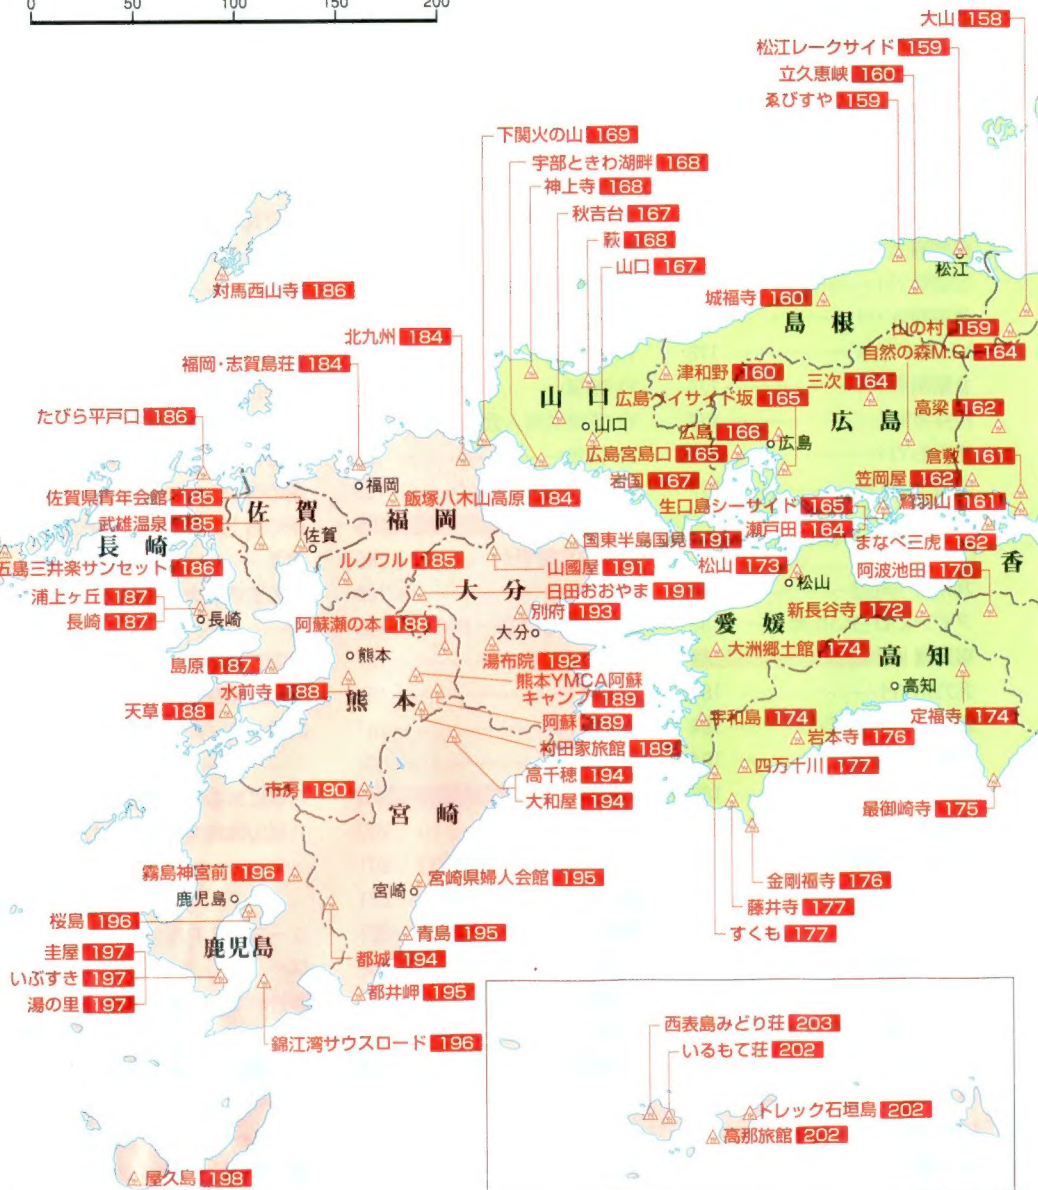 0 50 100 150 200
大山 158
松江レークサイド 159
立久恵峡 160
ゑびすや 159
下関火の山 169
宇部ときわ湖畔 168
神上寺 168
秋吉台 167
萩 168
山口 167
松江
対馬西山寺 186
城福寺 160
島根
山の村 159
北九州 184
自然の森M.G. 164
福岡・志賀島荘 184
津和野 160
三次 164
山口
広島ベイサイド坂 165
高梁 162
たびら平戸口 186
山口
広島 166
広島
広島
広島宮島口 165
倉敷 161
岩国 167
笠岡屋 162
福岡
佐賀県青年会館 185
飯塚八木山高原 184
生口島シーサイド 165
鷲羽山 161
佐賀
福岡
武雄温泉 185
瀬戸田 164
長崎
佐賀
国東半島国見 191
まなべ三虎 162
香
五島三井楽サンセット 186
ルノワル 185
山國屋 191
松山 173
松山
阿波池田 170
大分
日田おおやま 191
浦上ヶ丘 187
長崎 187
長崎
別府 193
新長谷寺 172
阿蘇瀬の本 188
大分
愛媛
熊本
湯布院 192
大洲郷土館 174
高知
島原 187
熊本YMCA阿蘇
キャンプ 189
高知
水前寺 188
熊本
天草 188
阿蘇 189
宇和島 174
定福寺 174
村田家旅館 189
岩本寺 176
高千穂 194
四万十川 177
市房 190
大和屋 194
最御崎寺 175
宮崎
霧島神宮前 196
宮崎県婦人会館 195
金剛福寺 176
鹿児島
宮崎
藤井寺 177
桜島 196
青島 195
すくも 177
圭屋 197
鹿児島
都城 194
いぶすき 197
都井岬 195
湯の里 197
錦江湾サウスロード 196
西表島みどり荘 203
いるもて荘 202
トレック石垣島 202
高那旅館 202
屋久島 198